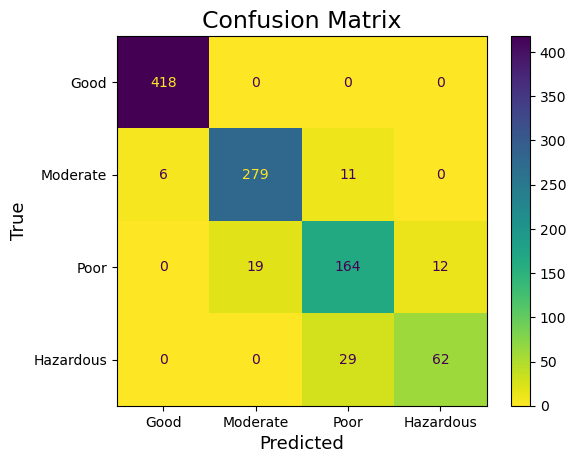 Confusion Matrix
True
Good 418 0 0 0
Moderate 6 279 11 0
Poor 0 19 164 12
Hazardous 0 0 29 62
Good Moderate Poor Hazardous
Predicted
400
350
300
250
200
150
100
50
0